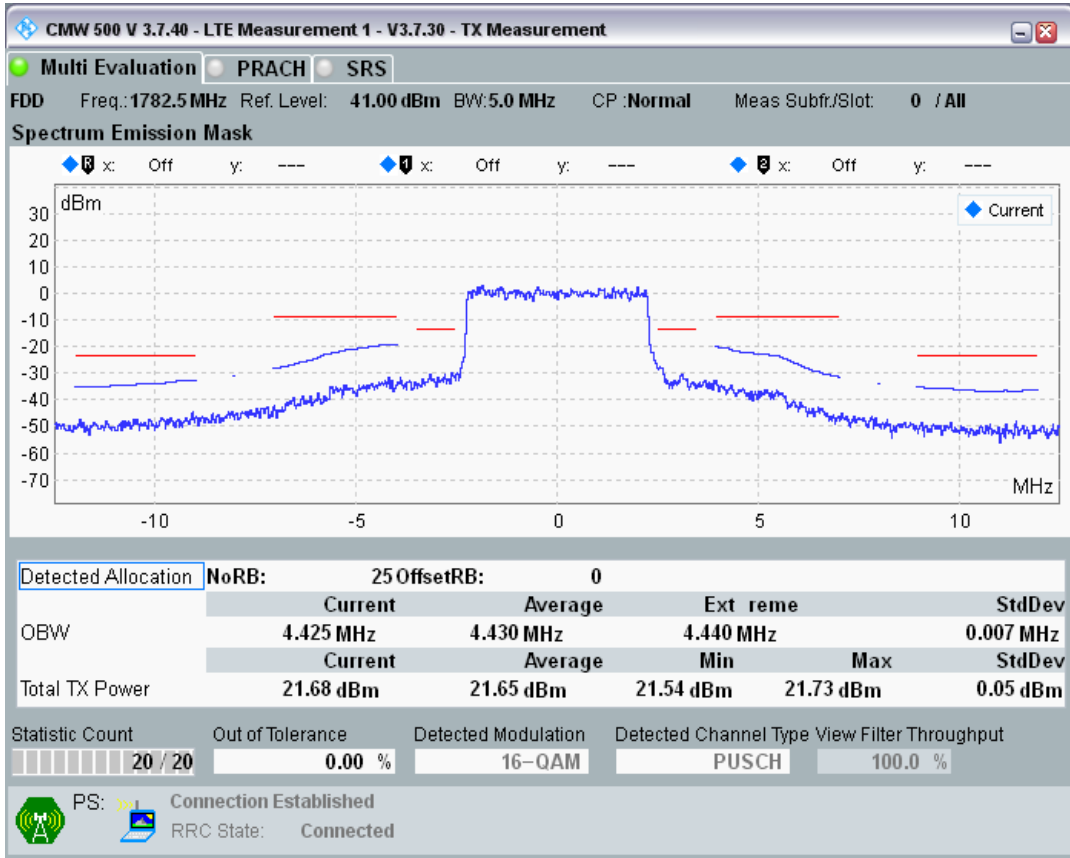 CMW 500 V 3.7.40 - LTE Measurement 1 - V3.7.30 - TX Measurement
Multi Evaluation PRACH SRS
FDD Freq.:1782.5 MHz Ref. Level: 41.00 dBm BW:5.0 MHz CP :Normal Meas Subfr./Slot: 0 / All
Spectrum Emission Mask
R x: Off y: --- 1 x: Off y: --- 2 x: Off y: ---
dBm
Current
30
20
10
0
-10
-20
-30
-40
-50
-60
-70
MHz
-10 -5 0 5 10
Detected Allocation NoRB: 25 OffsetRB: 0
Current Average Ext reme StdDev
OBW 4.425 MHz 4.430 MHz 4.440 MHz 0.007 MHz
Current Average Min Max StdDev
Total TX Power 21.68 dBm 21.65 dBm 21.54 dBm 21.73 dBm 0.05 dBm
Statistic Count Out of Tolerance Detected Modulation Detected Channel Type View Filter Throughput
20 / 20 0.00 % 16-QAM PUSCH 100.0 %
PS: Connection Established
RRC State: Connected